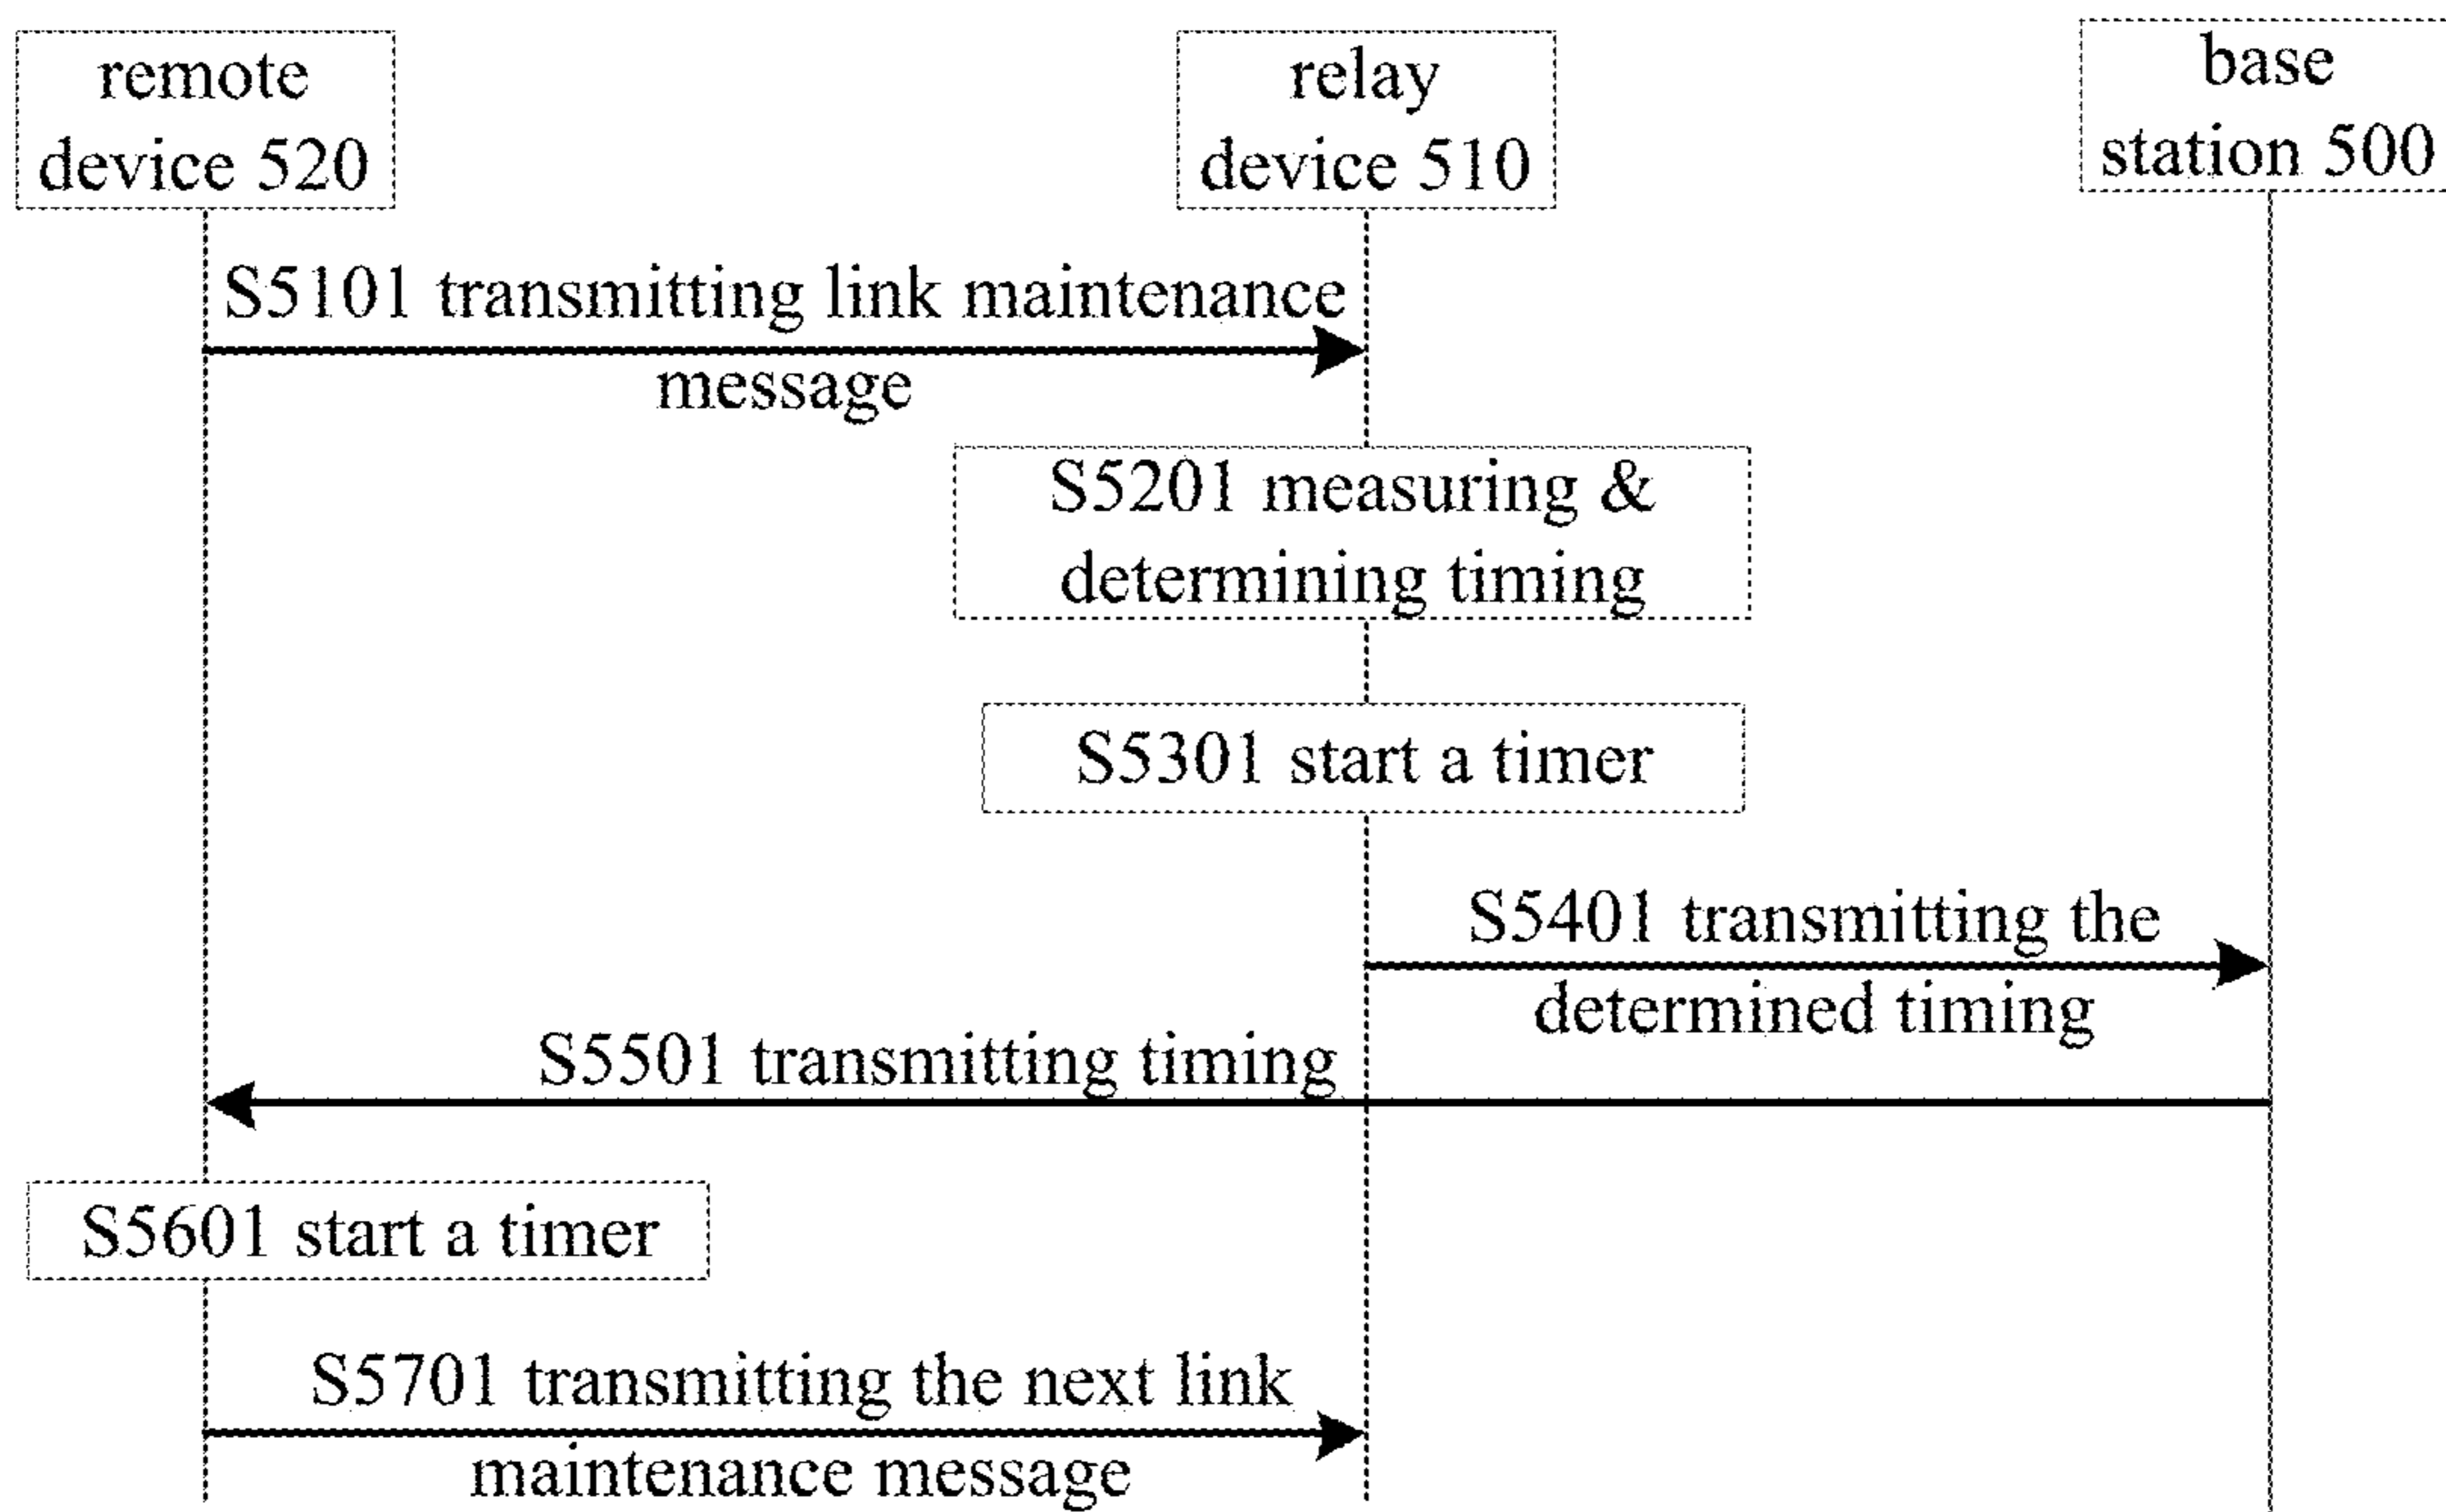 remote
device 520
relay
device 510
base
station 500
S5101 transmitting link maintenance
message
S5201 measuring &
determining timing
S5301 start a timer
S5401 transmitting the
determined timing
S5501 transmitting timing
S5601 start a timer
S5701 transmitting the next link
maintenance message